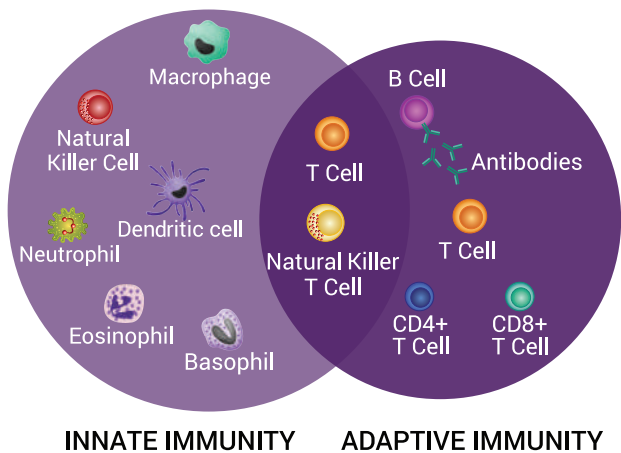 Macrophage
Natural
Killer Cell
Dendritic cell
Neutrophil
Eosinophil
Basophil
T Cell
Natural Killer
T Cell
B Cell
Antibodies
T Cell
CD4+
T Cell
CD8+
T Cell
INNATE IMMUNITY
ADAPTIVE IMMUNITY